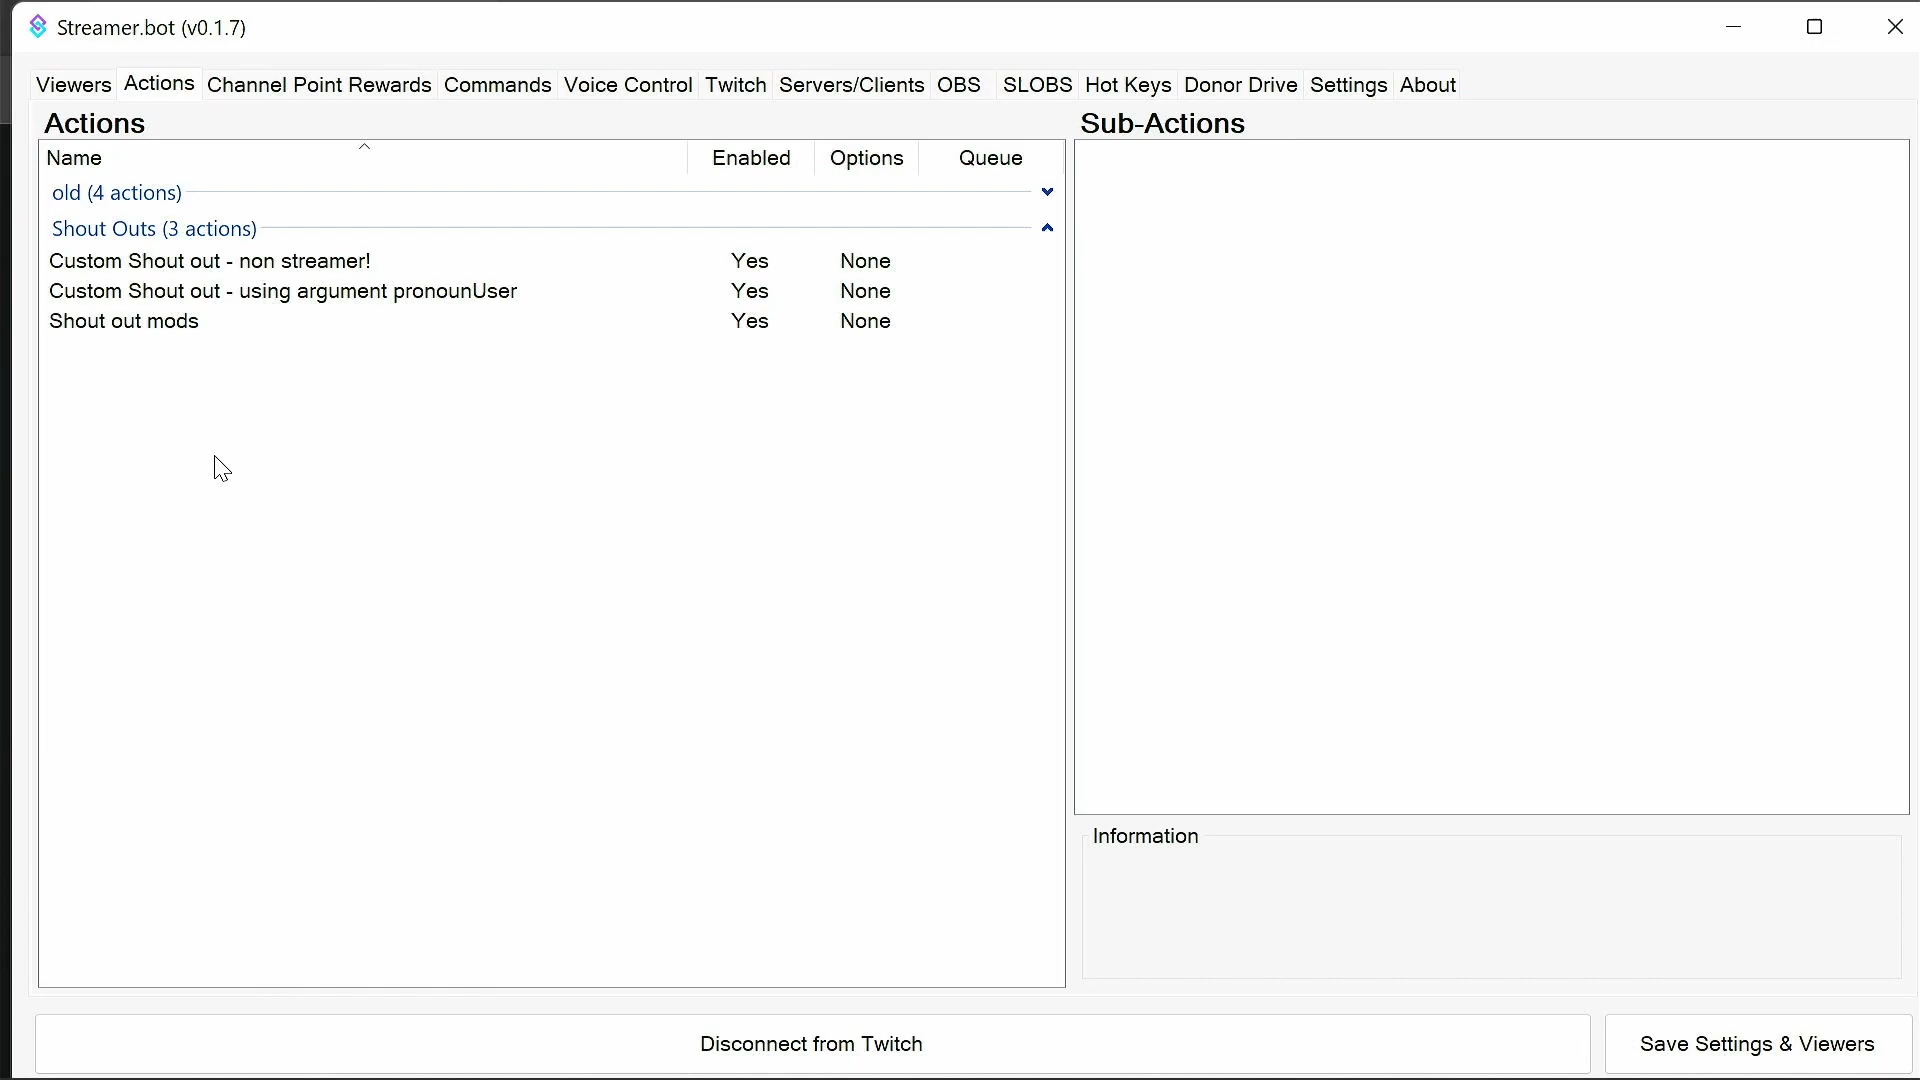 Streamer.bot (v0.1.7)
Viewers Actions Channel Point Rewards Commands Voice Control Twitch Servers/Clients OBS SLOBS Hot Keys Donor Drive Settings About
Actions
Name Enabled Options Queue
old (4 actions)
Shout Outs (3 actions)
Custom Shout out - non streamer! Yes None
Custom Shout out - using argument pronounUser Yes None
Shout out mods Yes None
Sub-Actions
Information
Disconnect from Twitch
Save Settings & Viewers